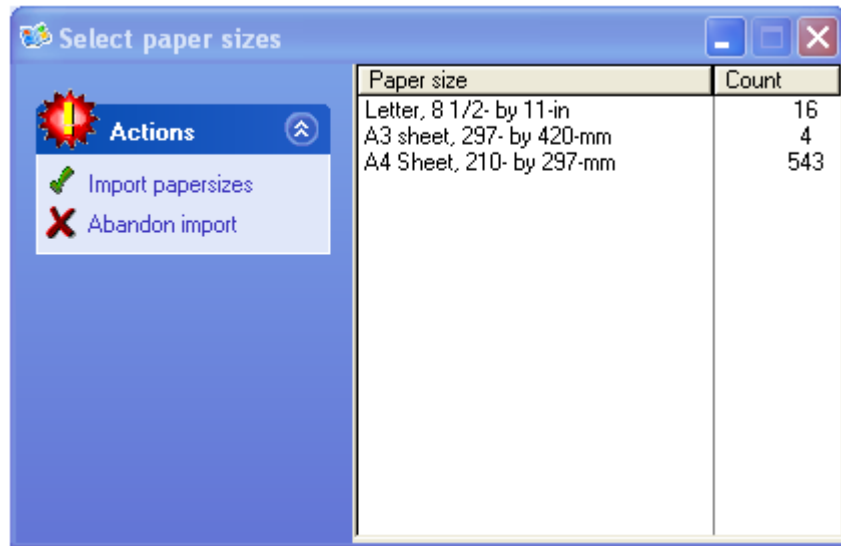 Select paper sizes
Actions
Import papersizes
Abandon import
Paper size Count
Letter, 8 1/2- by 11-in 16
A3 sheet, 297- by 420-mm 4
A4 Sheet, 210- by 297-mm 543